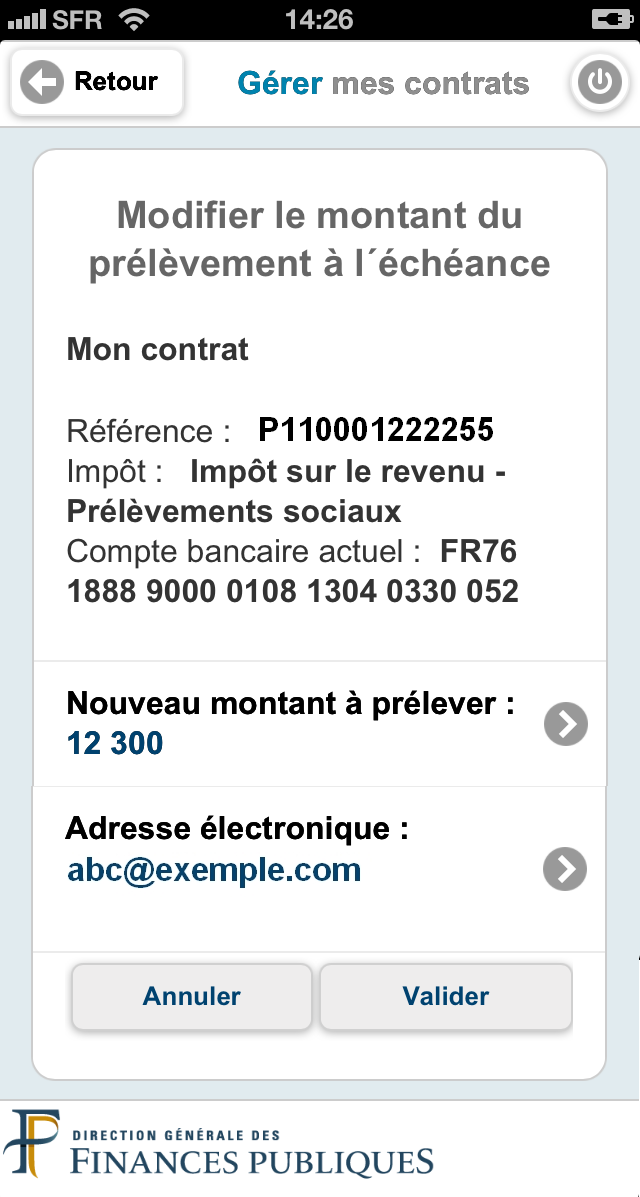 SFR 14:26
Retour Gérer mes contrats
Modifier le montant du
prélèvement à l´échéance
Mon contrat
Référence : P110001222255
Impôt : Impôt sur le revenu -
Prélèvements sociaux
Compte bancaire actuel : FR76
1888 9000 0108 1304 0330 052
Nouveau montant à prélever :
12 300
Adresse électronique :
abc@exemple.com
Annuler Valider
DIRECTION GÉNÉRALE DES
FINANCES PUBLIQUES